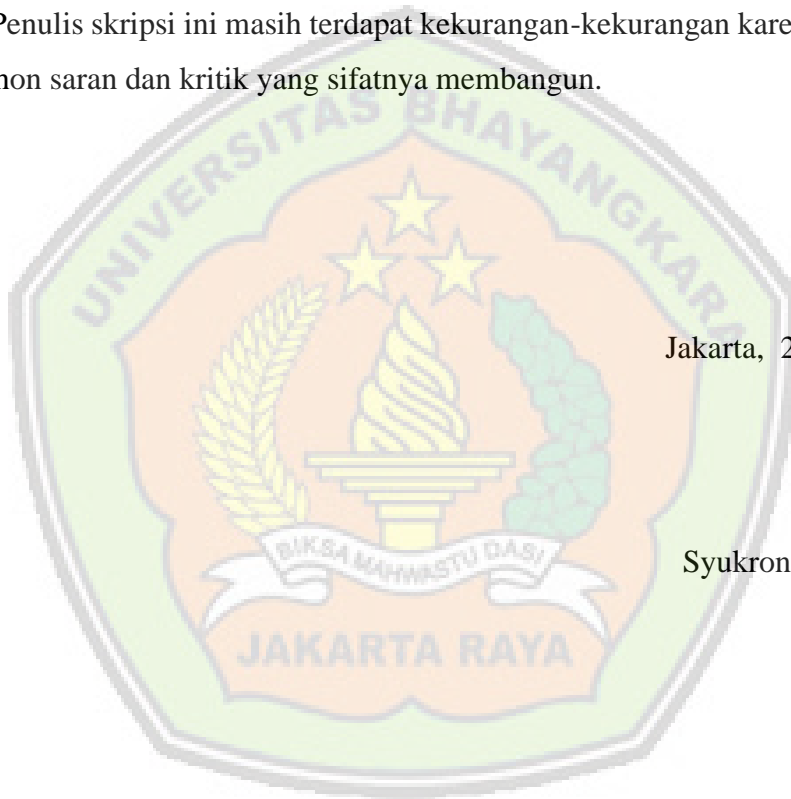 Penulis skripsi ini masih terdapat kekurangan-kekurangan kare
non saran dan kritik yang sifatnya membangun.
UNIVERSITAS BHAYANGKARA
Jakarta, 2
BIKSA MAHWASTU DASI
Syukron
JAKARTA RAYA